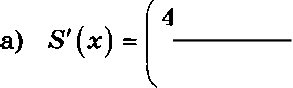 a) S'(x) = ( 4